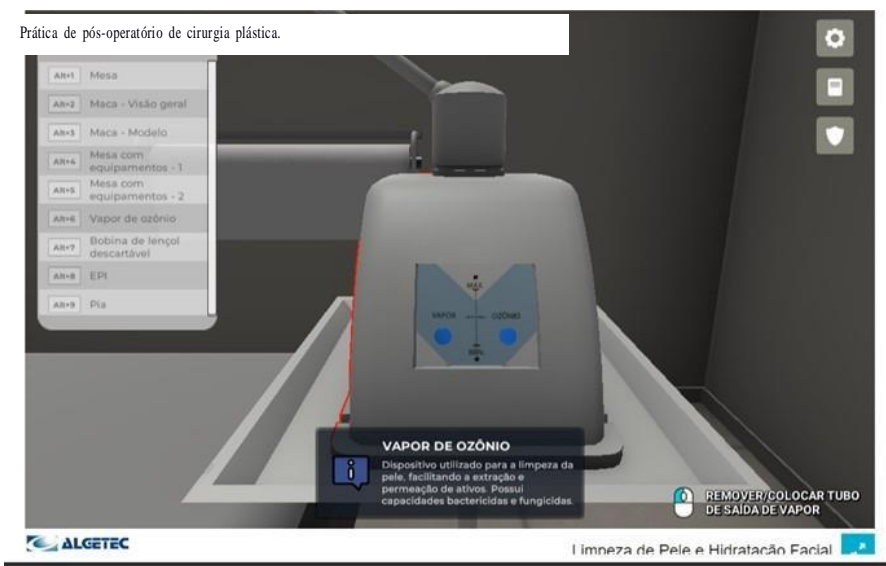 Prática de pós-operatório de cirurgia plástica.
Alt+1 Mesa
Alt+2 Maca - Visão geral
Alt+3 Maca - Modelo
Alt+4 Mesa com
equipamentos - 1
Alt+5 Mesa com
equipamentos - 2
Alt+6 Vapor de ozônio
Alt+7 Bobina de lençol
descartável
Alt+8 EPI
Alt+9 Pia
MAX
VAPOR OZÔNIO
MIN
VAPOR DE OZÔNIO
Dispositivo utilizado para a limpeza da
pele, facilitando a extração e
permeação de ativos. Possui
capacidades bactericidas e fungicidas.
REMOVER/COLOCAR TUBO
DE SAÍDA DE VAPOR
ALGETEC
Limpeza de Pele e Hidratação Facial